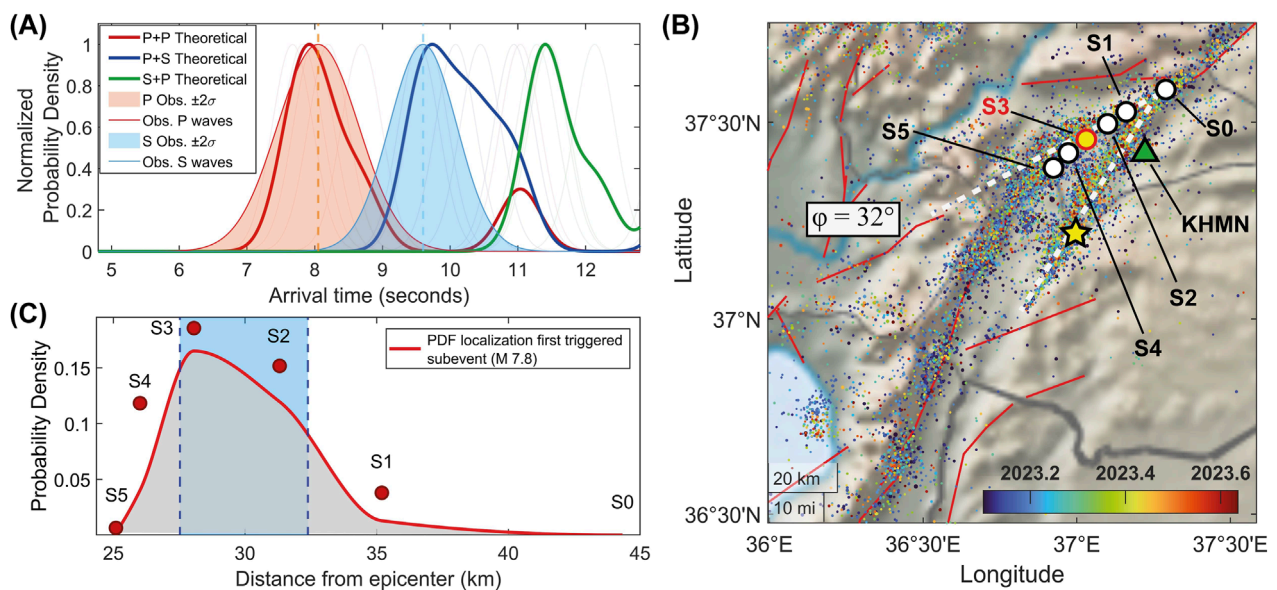 (A)
Normalized
Probability Density
1
0.8
0.6
0.4
0.2
0
P+P Theoretical
P+S Theoretical
S+P Theoretical
P Obs. ±2σ
Obs. P waves
S Obs. ±2σ
Obs. S waves
5 6 7 8 9 10 11 12
Arrival time (seconds)
(B)
S1
S3
S5
S0
φ = 32°
KHMN
S2
S4
37°30'N
37°N
36°30'N
Latitude
20 km
10 mi
2023.2 2023.4 2023.6
36°E 36°30'E 37°E 37°'30E
Longitude
(C)
Probability Density
0.15
0.1
0.05
S3
S2
S4
S1
S5
S0
PDF localization first triggered
subevent (M 7.8)
25 30 35 40 45
Distance from epicenter (km)